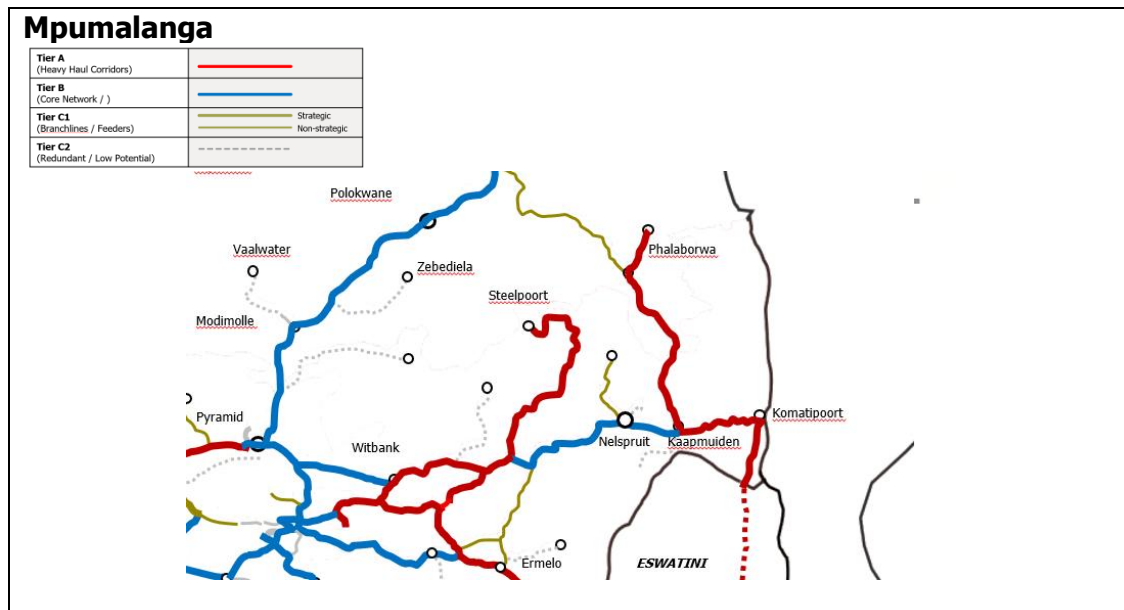 Mpumalanga
Tier A
(Heavy Haul Corridors)
Tier B
(Core Network / )
Tier C1
(Branchlines / Feeders)
Strategic
Non-strategic
Tier C2
(Redundant / Low Potential)
Polokwane
Vaalwater
Zebediela
Phalaborwa
Steelpoort
Modimolle
Pyramid
Witbank
Nelspruit
Kaapmuiden
Komatipoort
Ermelo
ESWATINI